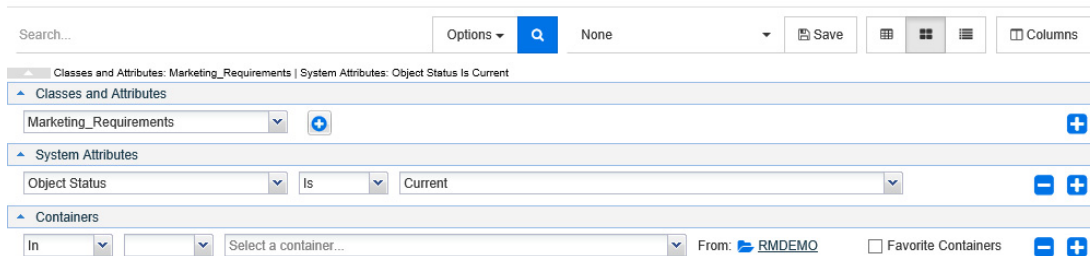 Search... Options None Save Columns
Classes and Attributes: Marketing_Requirements | System Attributes: Object Status Is Current
Classes and Attributes
Marketing_Requirements
System Attributes
Object Status Is Current
Containers
In Select a container... From: RMDEMO Favorite Containers